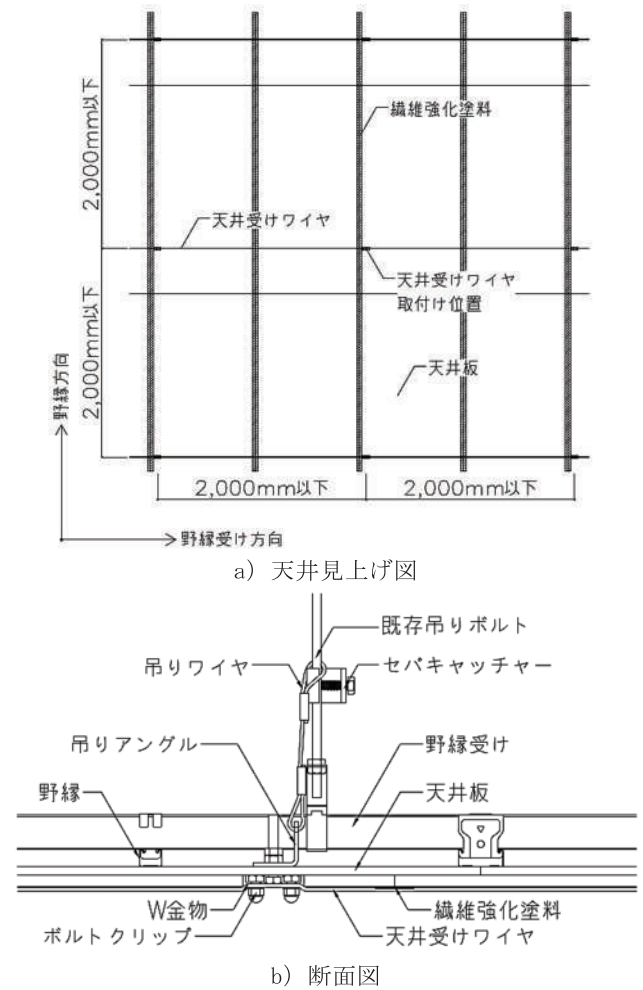 2,000mm以下
繊維強化塗料
天井受けワイヤ
天井受けワイヤ
取付け位置
2,000mm以下
天井板
野縁方向
2,000mm以下
2,000mm以下
野縁受け方向
a) 天井見上げ図
既存吊りボルト
吊りワイヤ
セパキャッチャー
吊りアングル
野縁受け
野縁
天井板
W金物
繊維強化塗料
ボルトクリップ
天井受けワイヤ
b) 断面図